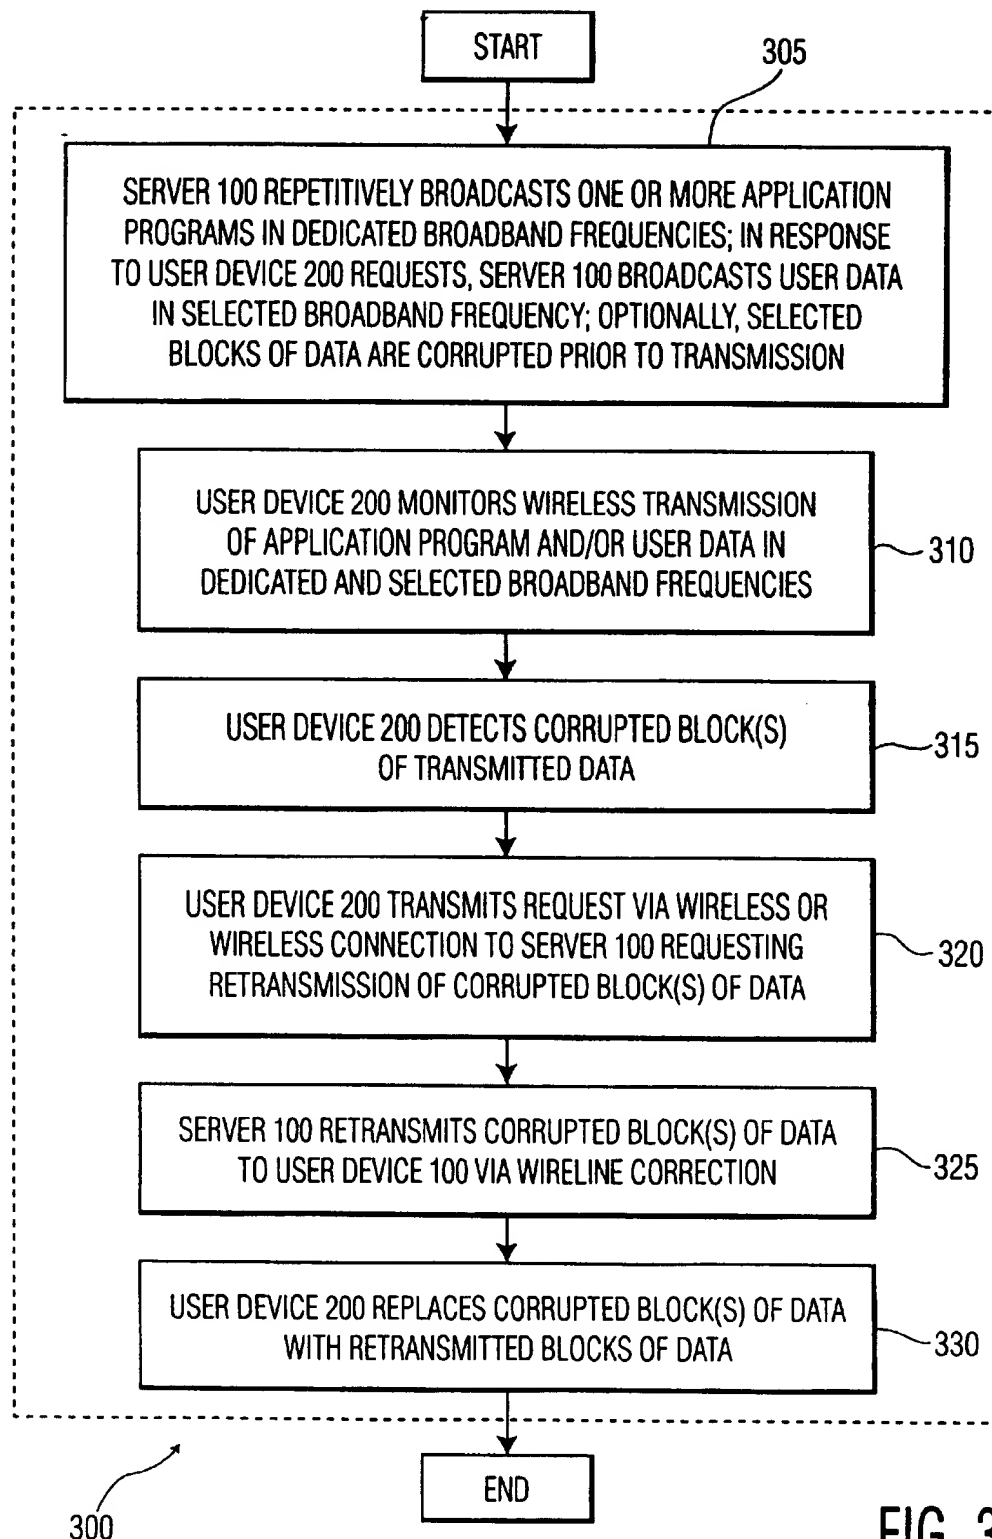 START
305
SERVER 100 REPETITIVELY BROADCASTS ONE OR MORE APPLICATION
PROGRAMS IN DEDICATED BROADBAND FREQUENCIES; IN RESPONSE
TO USER DEVICE 200 REQUESTS, SERVER 100 BROADCASTS USER DATA
IN SELECTED BROADBAND FREQUENCY; OPTIONALLY, SELECTED
BLOCKS OF DATA ARE CORRUPTED PRIOR TO TRANSMISSION
USER DEVICE 200 MONITORS WIRELESS TRANSMISSION
OF APPLICATION PROGRAM AND/OR USER DATA IN
DEDICATED AND SELECTED BROADBAND FREQUENCIES
310
USER DEVICE 200 DETECTS CORRUPTED BLOCK(S)
OF TRANSMITTED DATA
315
USER DEVICE 200 TRANSMITS REQUEST VIA WIRELESS OR
WIRELESS CONNECTION TO SERVER 100 REQUESTING
RETRANSMISSION OF CORRUPTED BLOCK(S) OF DATA
320
SERVER 100 RETRANSMITS CORRUPTED BLOCK(S) OF DATA
TO USER DEVICE 100 VIA WIRELINE CORRECTION
325
USER DEVICE 200 REPLACES CORRUPTED BLOCK(S) OF DATA
WITH RETRANSMITTED BLOCKS OF DATA
330
END
300
FIG. 3